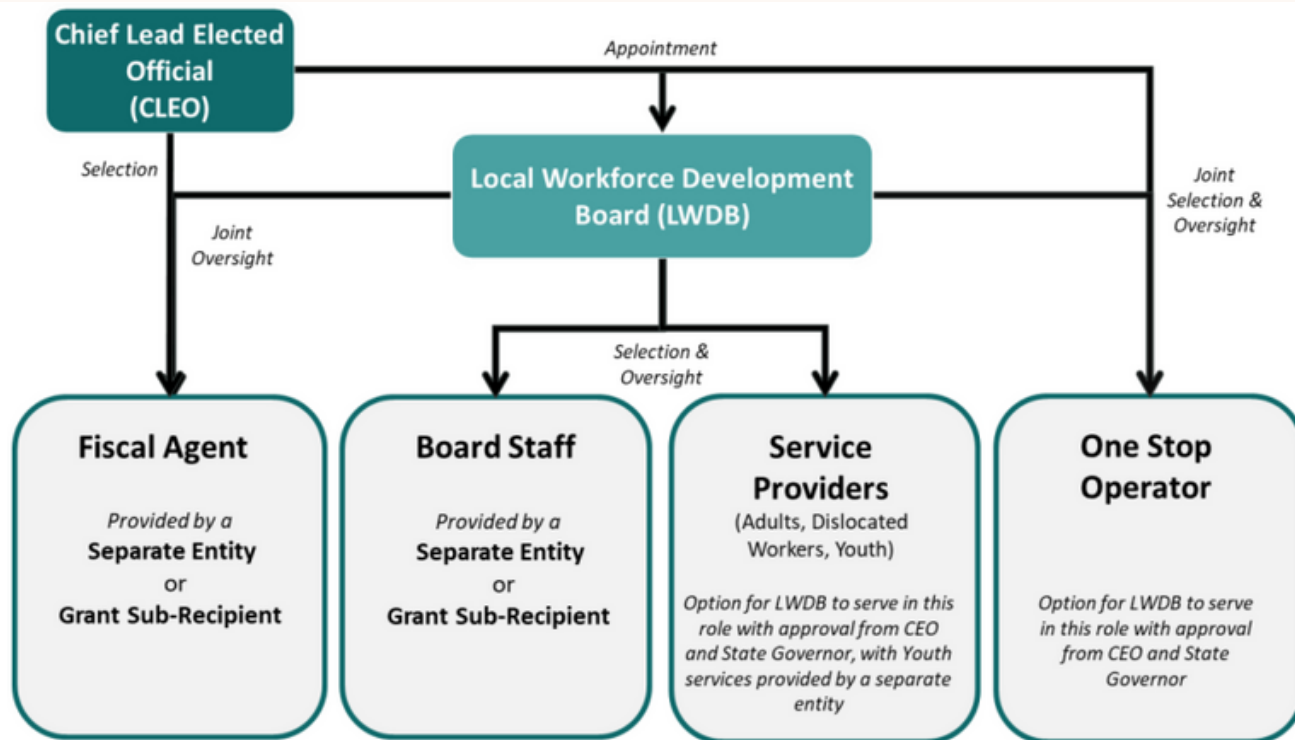 Chief Lead Elected
Official
(CLEO)
Appointment
Selection
Local Workforce Development
Board (LWDB)
Joint
Oversight
Joint
Selection &
Oversight
Selection &
Oversight
Fiscal Agent
Provided by a
Separate Entity
or
Grant Sub-Recipient
Board Staff
Provided by a
Separate Entity
or
Grant Sub-Recipient
Service
Providers
(Adults, Dislocated
Workers, Youth)
Option for LWDB to serve in this
role with approval from CEO
and State Governor, with Youth
services provided by a separate
entity
One Stop
Operator
Option for LWDB to serve
in this role with approval
from CEO and State
Governor